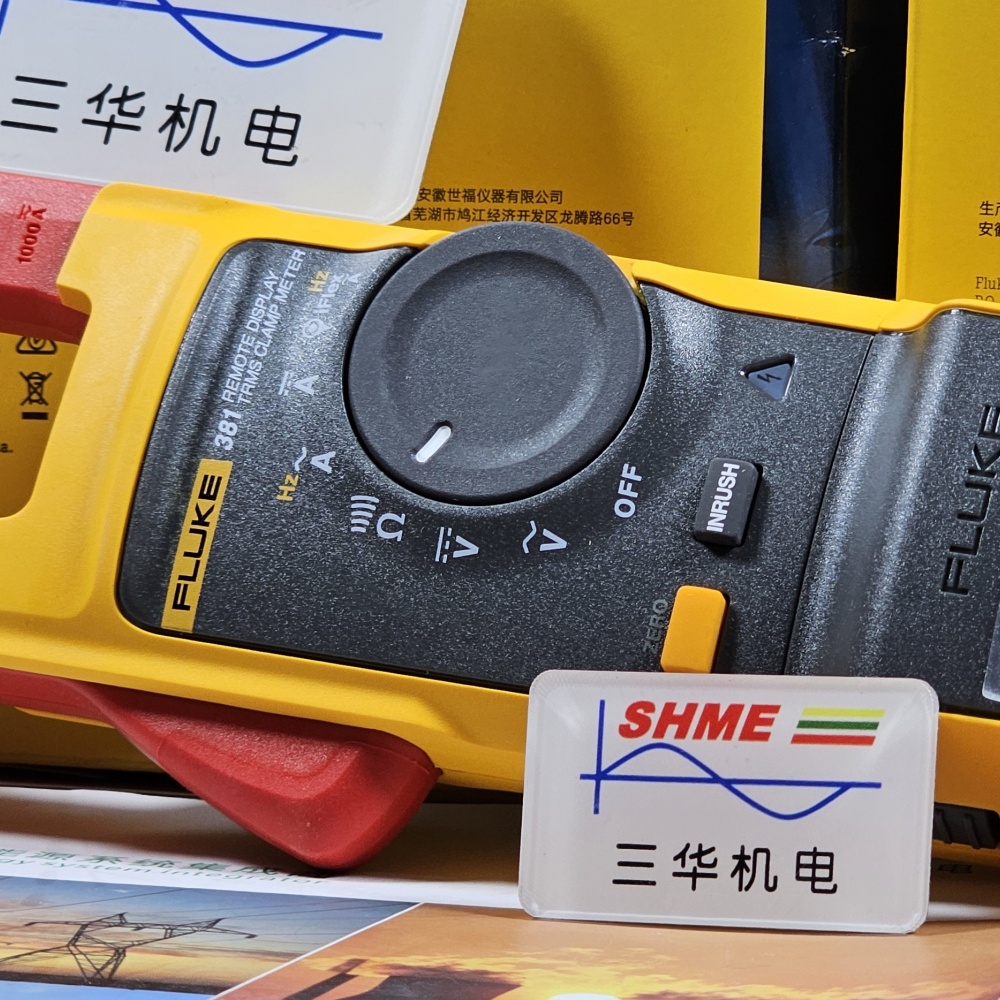 三华机电
安徽世福仪器有限公司
芜湖市鸠江经济开发区龙腾路66号
1000A
FLUKE
381 REMOTE DISPLAY
TRMS CLAMP METER
Hz
iFlex
A
A
Hz
A
Ω
V
V
OFF
INRUSH
ZERO
FLUKE
SHME
三华机电